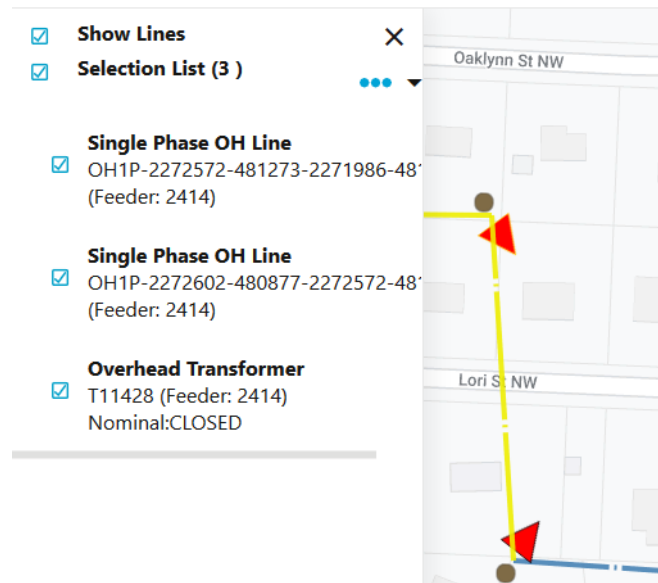 Show Lines
Selection List (3 )
Single Phase OH Line
OH1P-2272572-481273-2271986-48
(Feeder: 2414)
Single Phase OH Line
OH1P-2272602-480877-2272572-48
(Feeder: 2414)
Overhead Transformer
T11428 (Feeder: 2414)
Nominal:CLOSED
Oaklynn St NW
Lori St NW